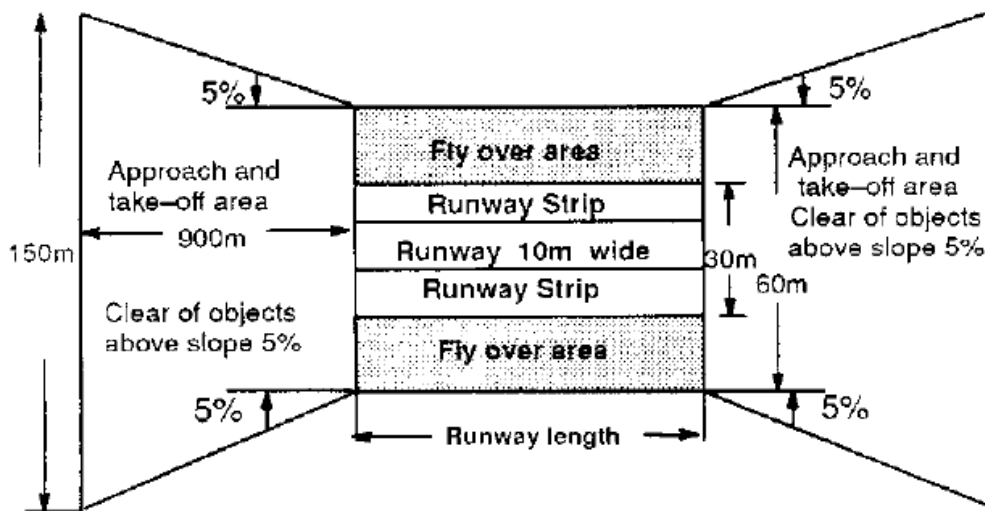 5%
5%
Fly over area
Approach and
take-off area
900m
150m
Clear of objects
above slope 5%
Runway Strip
Runway 10m wide
Runway Strip
30m
60m
Approach and
take-off area
Clear of objects
above slope 5%
Fly over area
5%
5%
Runway length